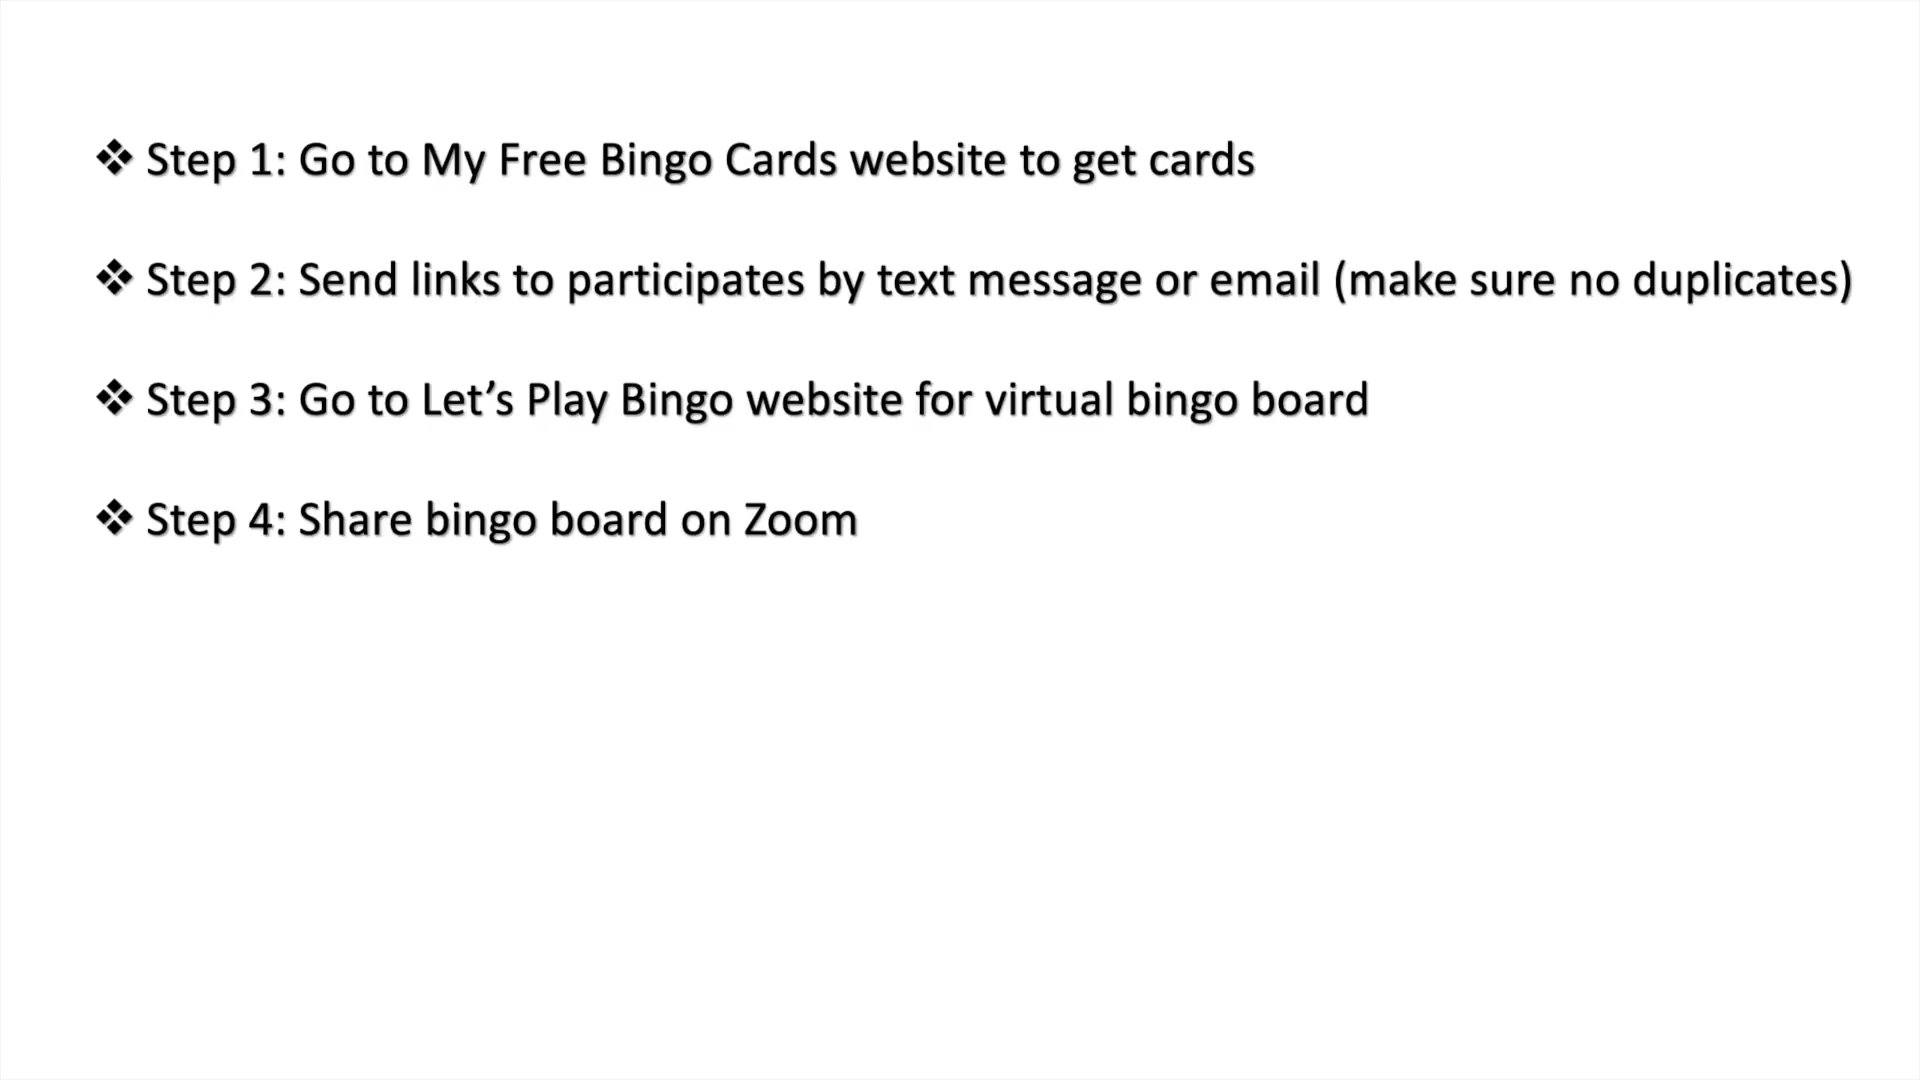 ❖ Step 1: Go to My Free Bingo Cards website to get cards
❖ Step 2: Send links to participates by text message or email (make sure no duplicates)
❖ Step 3: Go to Let’s Play Bingo website for virtual bingo board
❖ Step 4: Share bingo board on Zoom